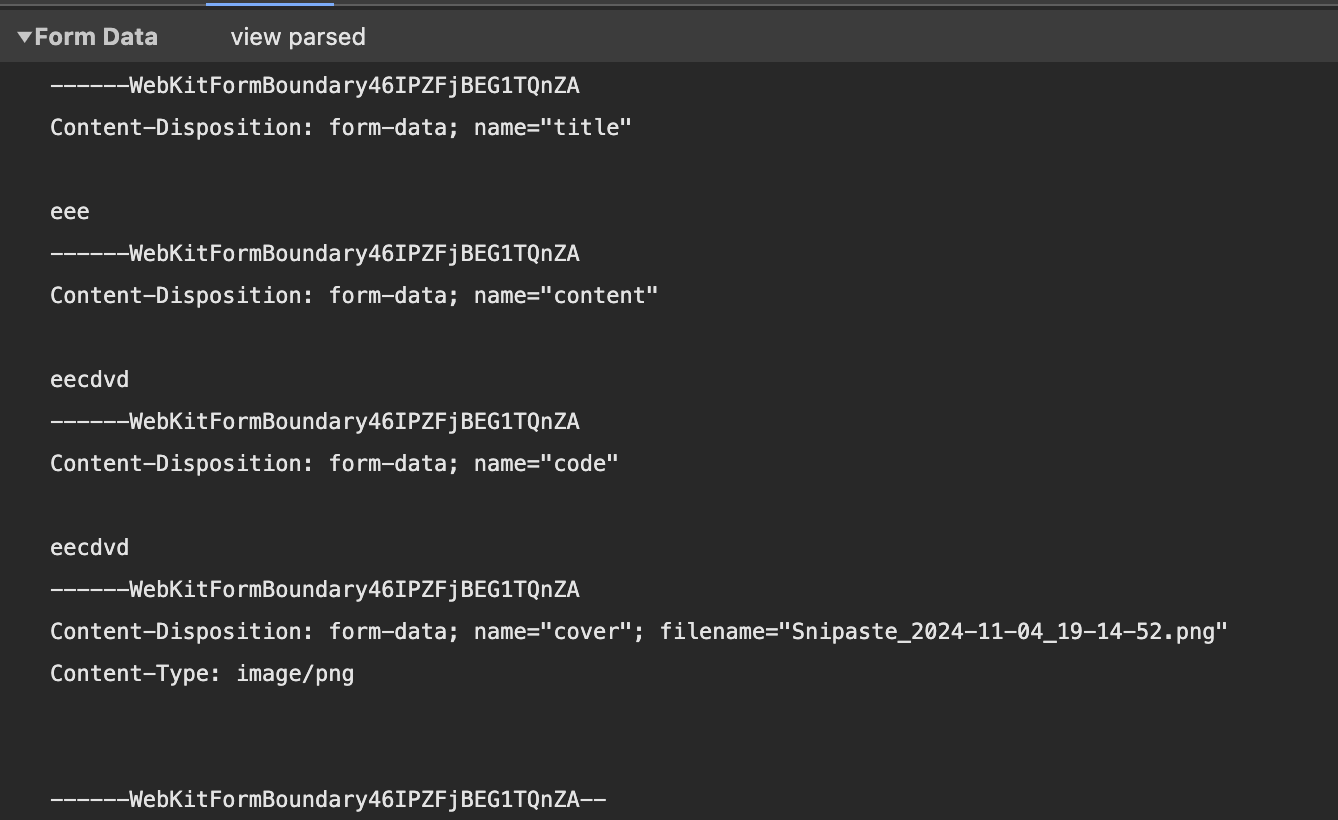 ▼Form Data view parsed
------WebKitFormBoundary46IPZFjBEG1TQnZA
Content-Disposition: form-data; name="title"
eee
------WebKitFormBoundary46IPZFjBEG1TQnZA
Content-Disposition: form-data; name="content"
eecdvd
------WebKitFormBoundary46IPZFjBEG1TQnZA
Content-Disposition: form-data; name="code"
eecdvd
------WebKitFormBoundary46IPZFjBEG1TQnZA
Content-Disposition: form-data; name="cover"; filename="Snipaste_2024-11-04_19-14-52.png"
Content-Type: image/png
------WebKitFormBoundary46IPZFjBEG1TQnZA--